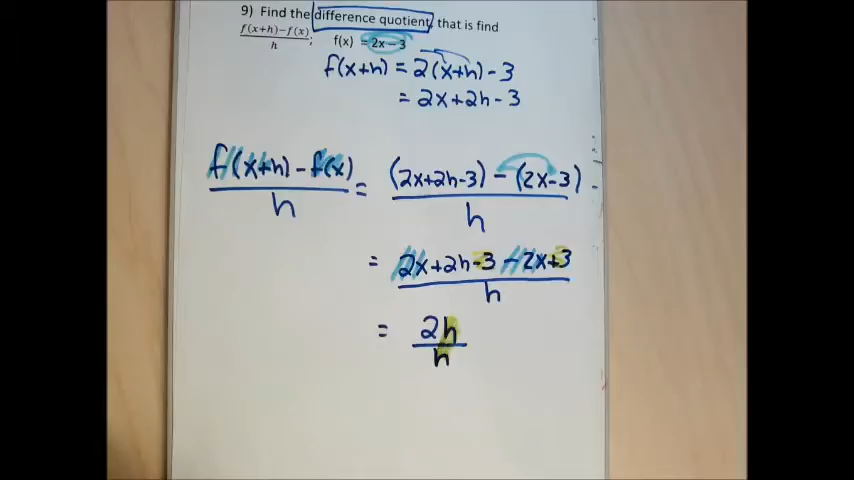 9) Find the difference quotient, that is find
f(x+h)−f(x)
h
; f(x) = 2x−3
f(x+h) = 2(x+h) - 3
= 2x+2h-3
f(x+h) - f(x)
h
= (2x+2h-3) - (2x-3)
h
= 2x+2h-3 -2x+3
h
= 2h
h